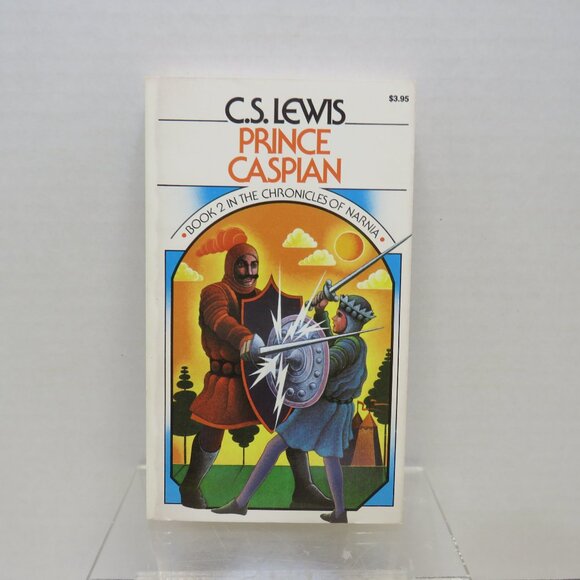 $3.95
C.S. LEWIS
PRINCE
CASPIAN
• BOOK 2 IN THE CHRONICLES OF NARNIA •